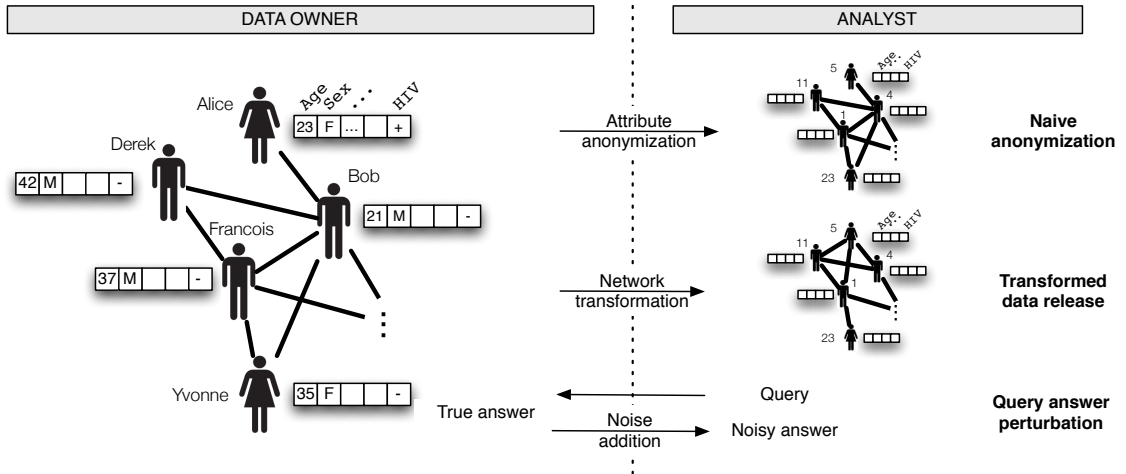 DATA OWNER
ANALYST
Alice
Age
Sex
...
HIV
23 F ... +
Derek
42 M -
Bob
21 M -
Francois
37 M -
Yvonne
35 F -
Attribute
anonymization
5
Age
..
HIV
11
4
1
23
Naive
anonymization
Network
transformation
5
Age
..
HIV
11
4
1
23
Transformed
data release
True answer
Noise
addition
Query
Noisy answer
Query answer
perturbation